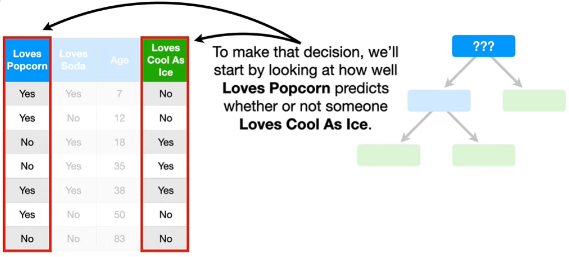 Loves Popcorn Loves Soda Age Loves Cool As Ice
Yes Yes 7 No
Yes No 12 No
No Yes 18 Yes
No Yes 35 Yes
Yes Yes 38 Yes
Yes No 50 No
No No 83 No
To make that decision, we'll
start by looking at how well
Loves Popcorn predicts
whether or not someone
Loves Cool As Ice.
???